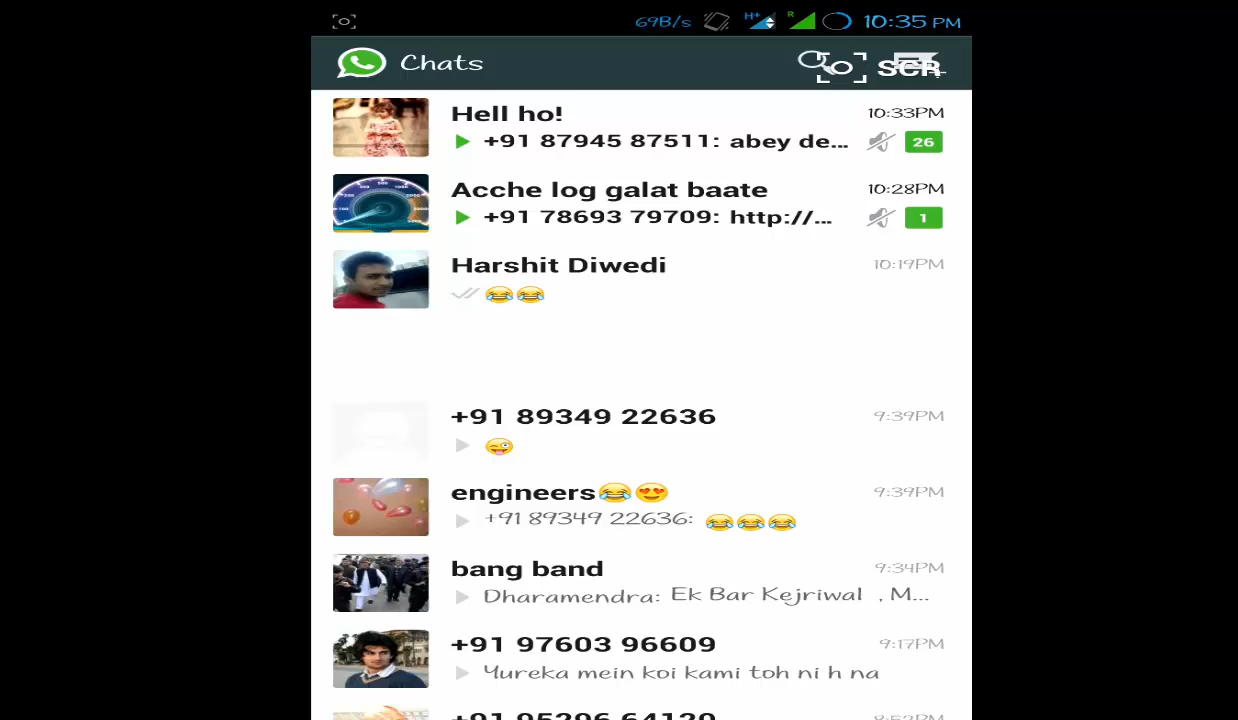 69B/s H+ R 10:35 PM
Chats SCR
Hell ho! 10:33PM
+91 87945 87511: abey de... 26
Acche log galat baate 10:28PM
+91 78693 79709: http://... 1
Harshit Diwedi 10:19PM
😂😂
+91 89349 22636 9:39PM
😜
engineers😂😍 9:39PM
+91 89349 22636: 😂😂😂
bang band 9:34PM
Dharamendra: Ek Bar Kejriwal , M...
+91 97603 96609 9:17PM
Yureka mein koi kami toh ni h na